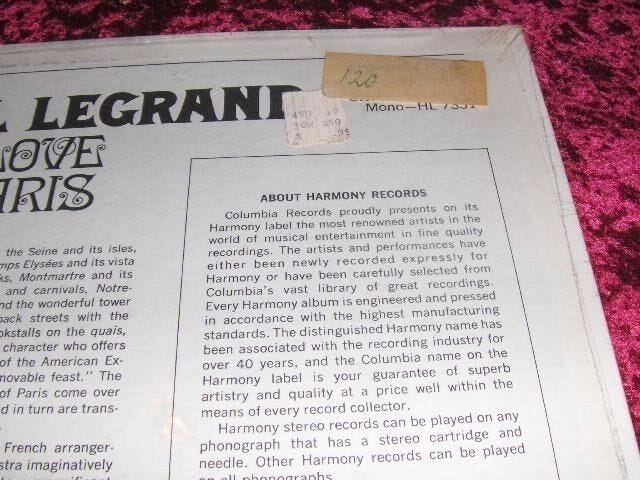 120
L LEGRAND
Mono—HL 7351
LOVE
ARIS
the Seine and its isles,
mps Elysées and its vista
ks, Montmartre and its
and carnivals, Notre-
nd the wonderful tower
back streets with the
okstalls on the quais,
character who offers
of the American Ex-
movable feast." The
of Paris come over
d in turn are trans-
French arranger-
stra imaginatively
ABOUT HARMONY RECORDS
Columbia Records proudly presents on its
Harmony label the most renowned artists in the
world of musical entertainment in fine quality
recordings. The artists and performances have
either been newly recorded expressly for
Harmony or have been carefully selected from
Columbia's vast library of great recordings.
Every Harmony album is engineered and pressed
in accordance with the highest manufacturing
standards. The distinguished Harmony name has
been associated with the recording industry for
over 40 years, and the Columbia name on the
Harmony label is your guarantee of superb
artistry and quality at a price well within the
means of every record collector.
Harmony stereo records can be played on any
phonograph that has a stereo cartridge and
needle. Other Harmony records can be played
on all phonographs.